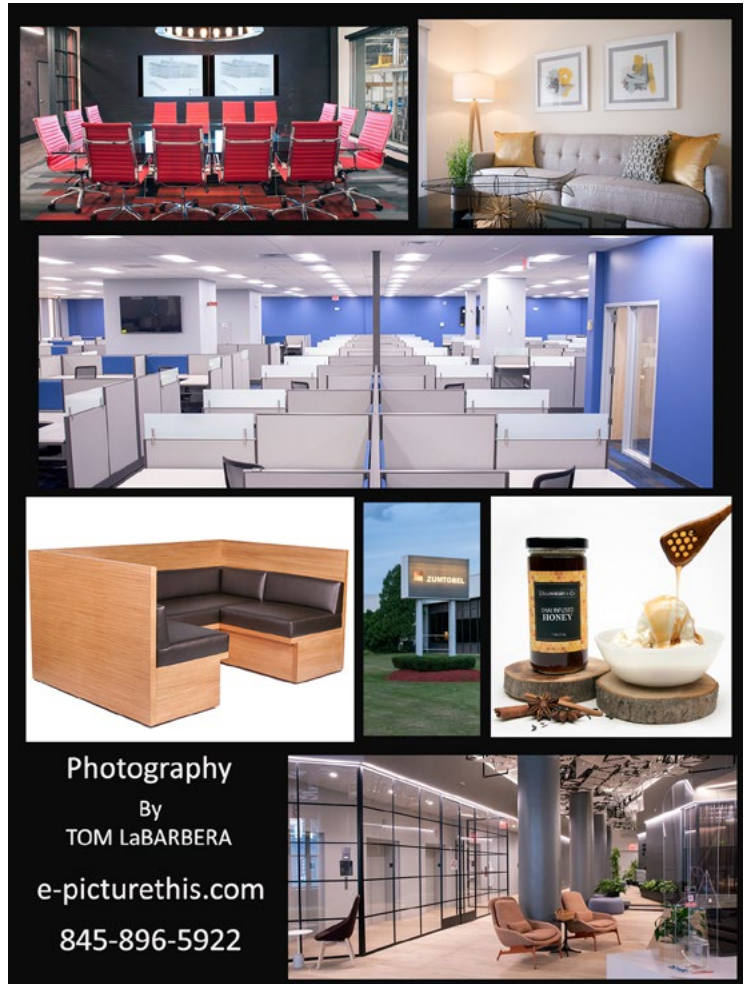 ZUMTOBEL
HONEY
Photography
By
TOM LaBARBERA
e-picturethis.com
845-896-5922